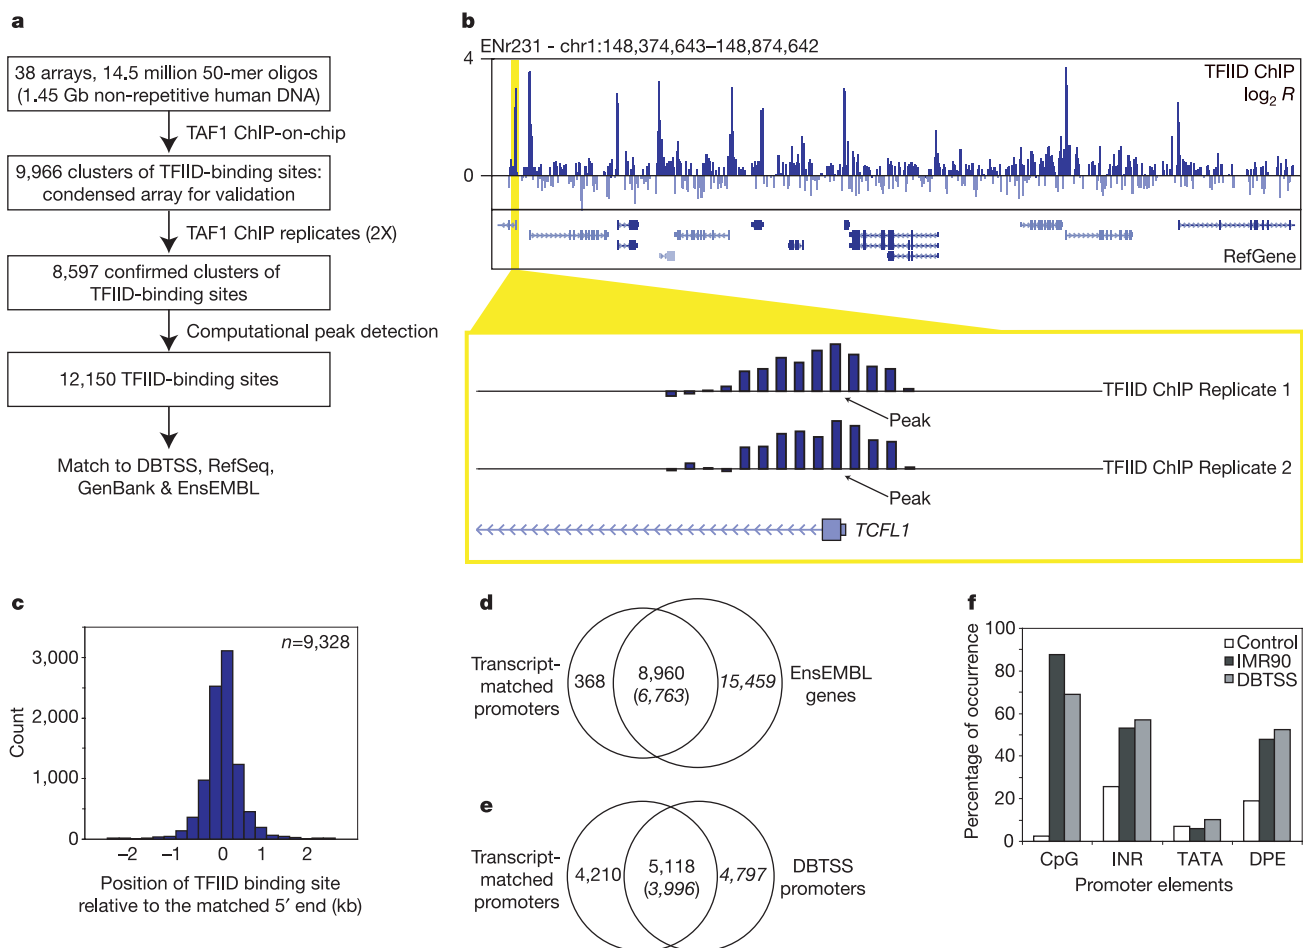 a
38 arrays, 14.5 million 50-mer oligos
(1.45 Gb non-repetitive human DNA)
TAF1 ChIP-on-chip
9,966 clusters of TFIID-binding sites:
condensed array for validation
TAF1 ChIP replicates (2X)
8,597 confirmed clusters of
TFIID-binding sites
Computational peak detection
12,150 TFIID-binding sites
Match to DBTSS, RefSeq,
GenBank & EnsEMBL
b
ENr231 - chr1:148,374,643–148,874,642
4
TFIID ChIP
log2 R
0
RefGene
TFIID ChIP Replicate 1
Peak
TFIID ChIP Replicate 2
Peak
TCFL1
c
n=9,328
3,000
2,000
1,000
0
Count
–2 –1 0 1 2
Position of TFIID binding site
relative to the matched 5′ end (kb)
d
Transcript-
matched
promoters
368
8,960
(6,763)
15,459
EnsEMBL
genes
e
Transcript-
matched
promoters
4,210
5,118
(3,996)
4,797
DBTSS
promoters
f
100
80
60
40
20
0
Percentage of occurrence
Control
IMR90
DBTSS
CpG INR TATA DPE
Promoter elements